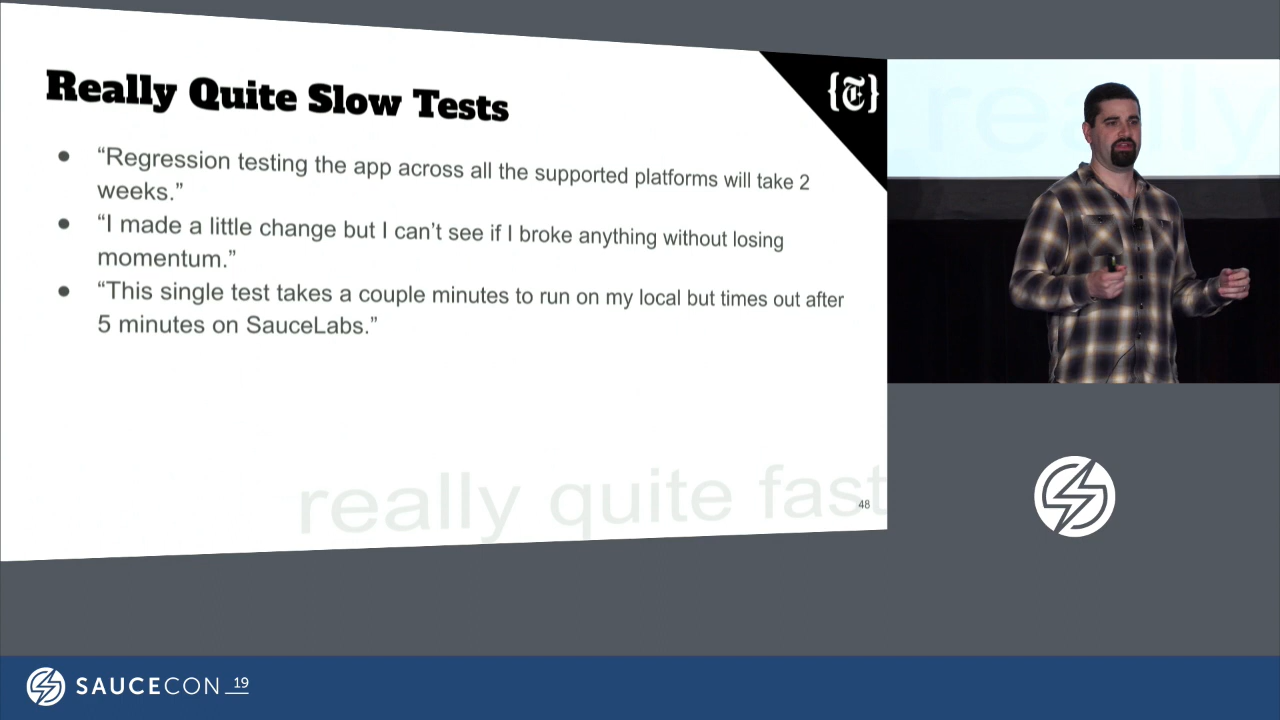 Really Quite Slow Tests
{T}
● “Regression testing the app across all the supported platforms will take 2
weeks.”
● “I made a little change but I can’t see if I broke anything without losing
momentum.”
● “This single test takes a couple minutes to run on my local but times out after
5 minutes on SauceLabs.”
really quite fast
48
really
SAUCECON_19